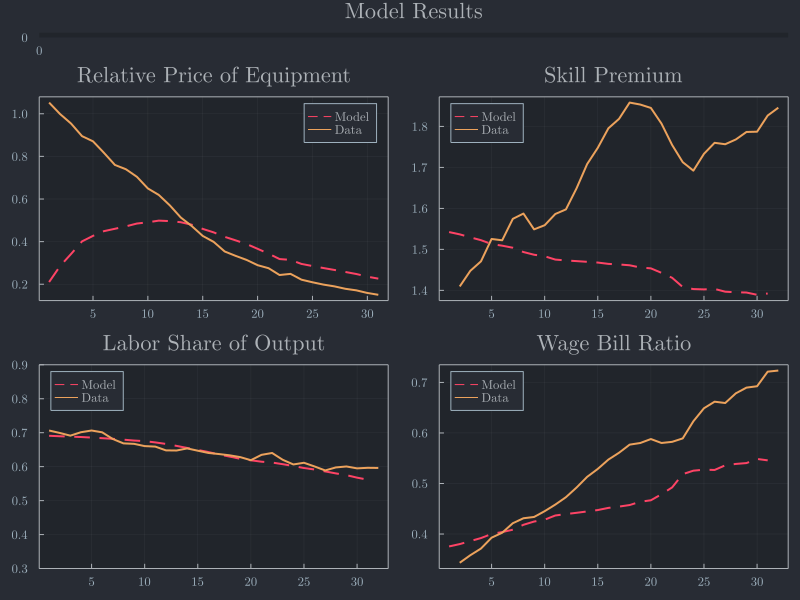 Model Results
0
0
Relative Price of Equipment
1.0
0.8
0.6
0.4
0.2
5 10 15 20 25 30
Model
Data
Skill Premium
1.8
1.7
1.6
1.5
1.4
5 10 15 20 25 30
Model
Data
Labor Share of Output
0.9
0.8
0.7
0.6
0.5
0.4
0.3
5 10 15 20 25 30
Model
Data
Wage Bill Ratio
0.7
0.6
0.5
0.4
5 10 15 20 25 30
Model
Data